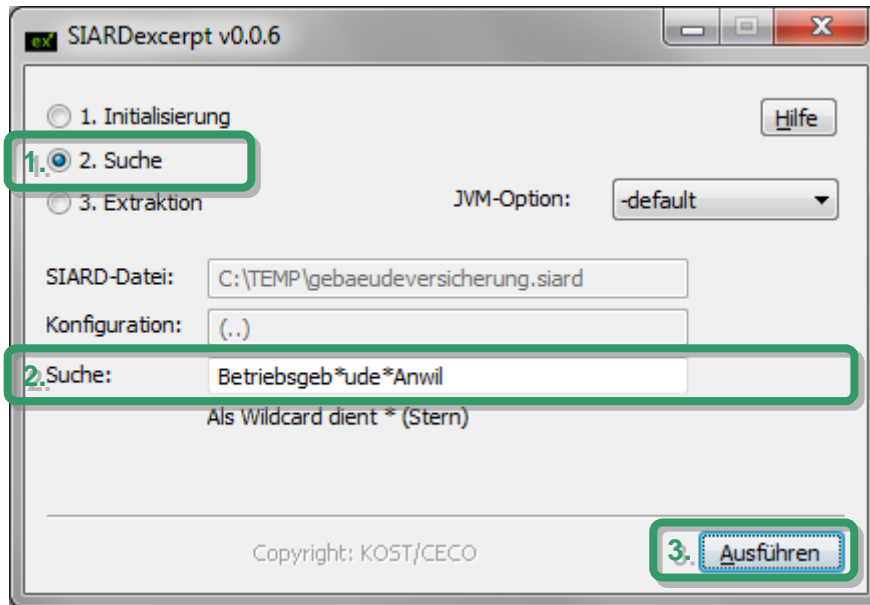 ex SIARDexcerpt v0.0.6
1. Initialisierung
Hilfe
1. 2. Suche
3. Extraktion
JVM-Option: -default
SIARD-Datei: C:\TEMP\gebaeudeversicherung.siard
Konfiguration: (..)
2. Suche: Betriebsgeb*ude*Anwil
Als Wildcard dient * (Stern)
Copyright: KOST/CECO
3. Ausführen